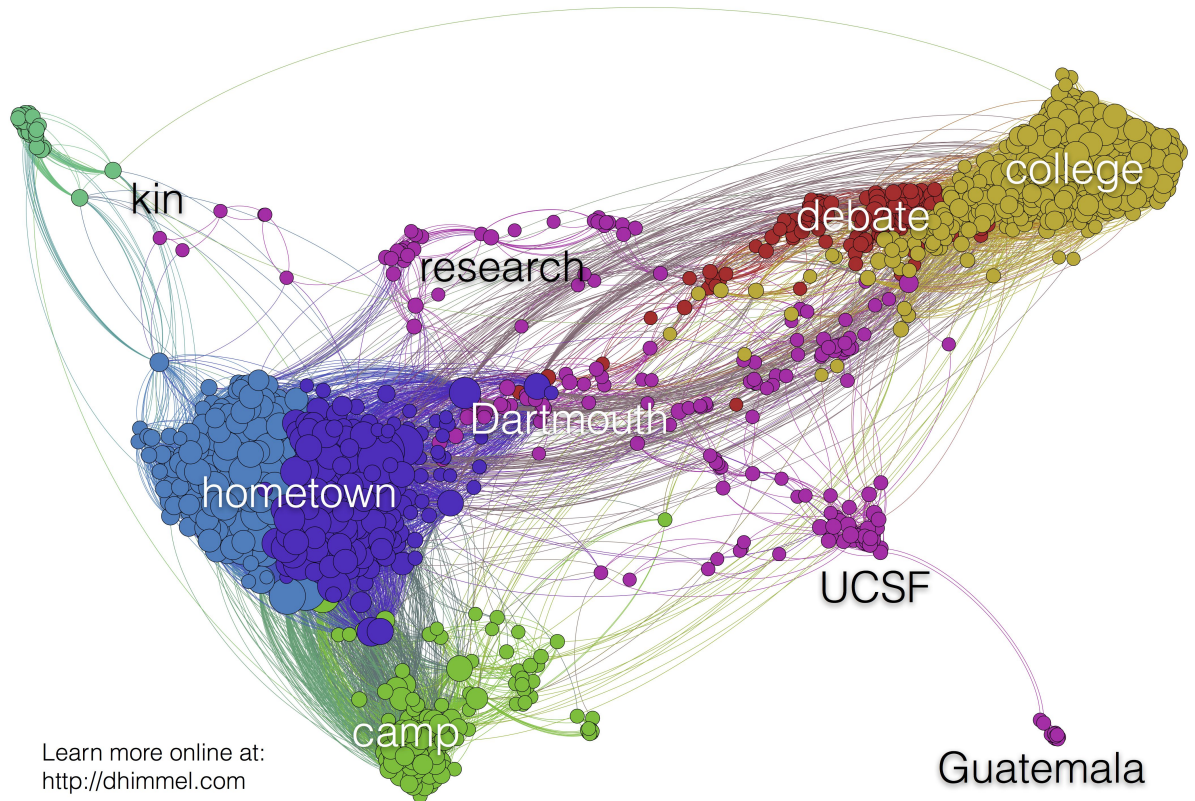 college
kin
debate
research
Dartmouth
hometown
UCSF
camp
Learn more online at:
http://dhimmel.com
Guatemala